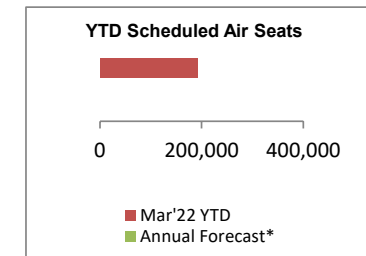 YTD Scheduled Air Seats
0 200,000 400,000
Mar'22 YTD
Annual Forecast*